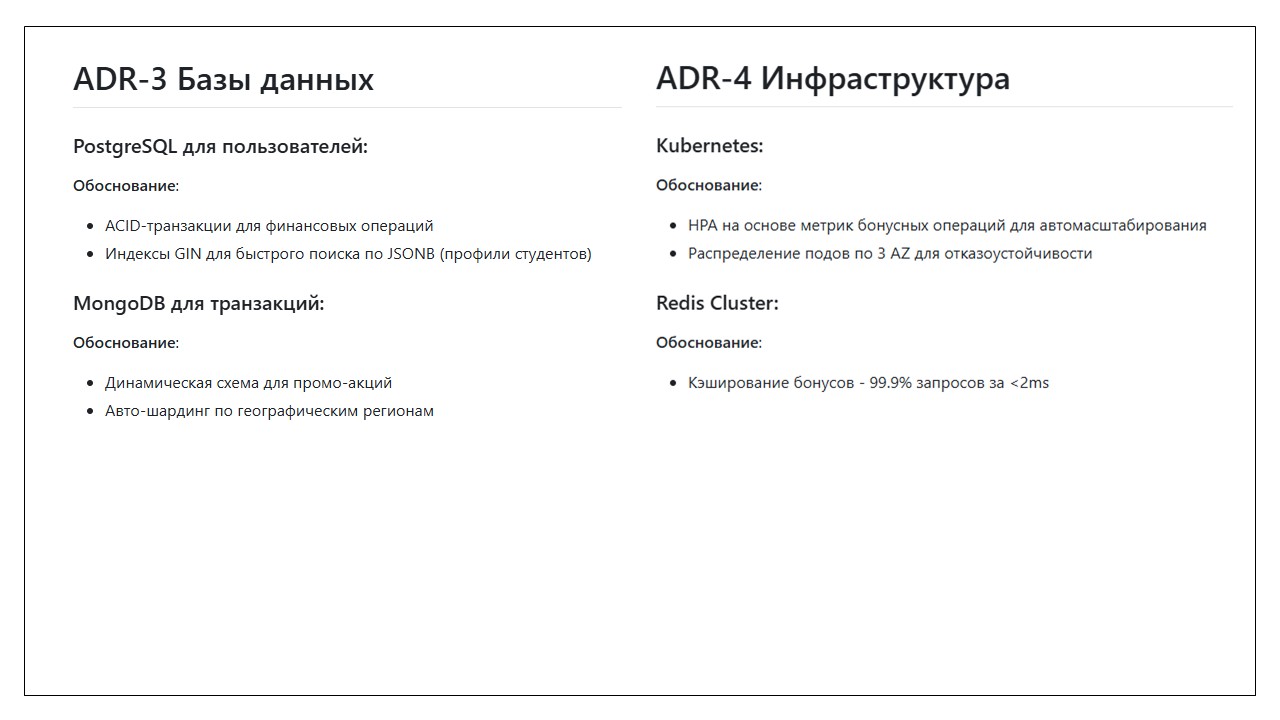 ADR-3 Базы данных
PostgreSQL для пользователей:
Обоснование:
ACID-транзакции для финансовых операций
Индексы GIN для быстрого поиска по JSONB (профили студентов)
MongoDB для транзакций:
Обоснование:
Динамическая схема для промо-акций
Авто-шардинг по географическим регионам
ADR-4 Инфраструктура
Kubernetes:
Обоснование:
HPA на основе метрик бонусных операций для автомасштабирования
Распределение подов по 3 AZ для отказоустойчивости
Redis Cluster:
Обоснование:
Кэширование бонусов - 99.9% запросов за <2ms